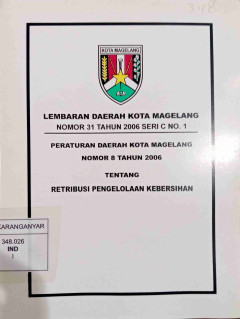 KOTA MAGELANG
LEMBARAN DAERAH KOTA MAGELANG
NOMOR 31 TAHUN 2006 SERI C NO. 1
PERATURAN DAERAH KOTA MAGELANG
NOMOR 8 TAHUN 2006
TENTANG
RETRIBUSI PENGELOLAAN KEBERSIHAN
KARANGANYAR
348.026
IND
l